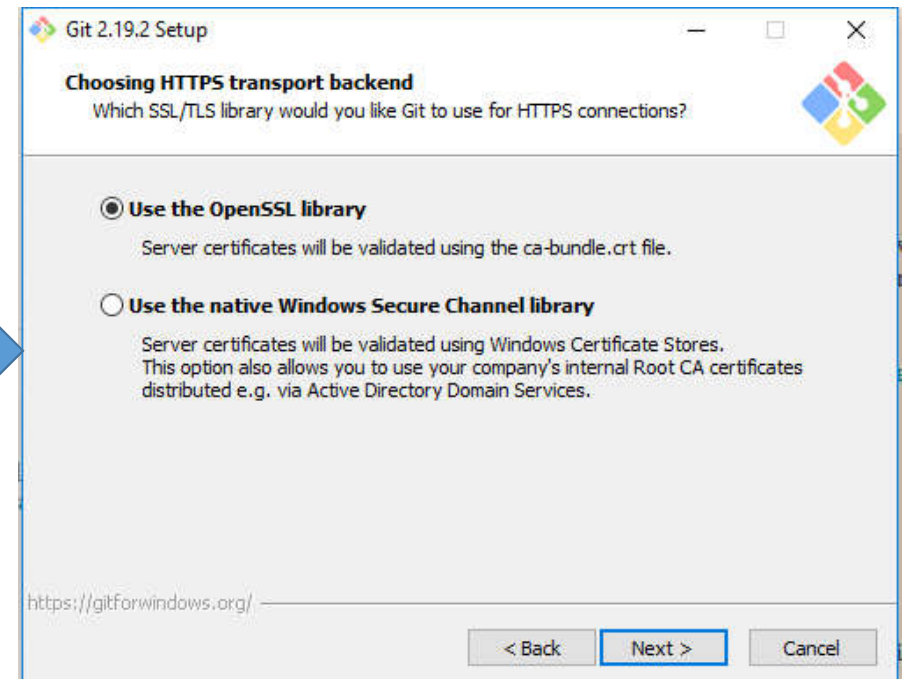 Git 2.19.2 Setup
Choosing HTTPS transport backend
Which SSL/TLS library would you like Git to use for HTTPS connections?
Use the OpenSSL library
Server certificates will be validated using the ca-bundle.crt file.
Use the native Windows Secure Channel library
Server certificates will be validated using Windows Certificate Stores.
This option also allows you to use your company's internal Root CA certificates
distributed e.g. via Active Directory Domain Services.
https://gitforwindows.org/
< Back Next > Cancel